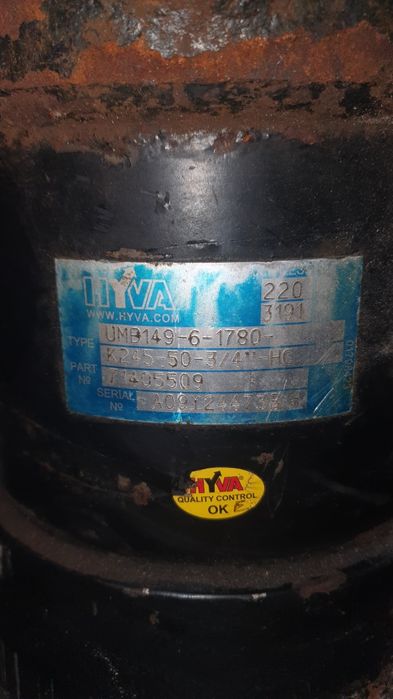 HYVA
WWW.HYVA.COM
220
3191
TYPE UMB149-6-1780-
K245-50-3/4"-HC
PART Nº 71405509
SERIAL Nº
HYVA
QUALITY CONTROL
OK